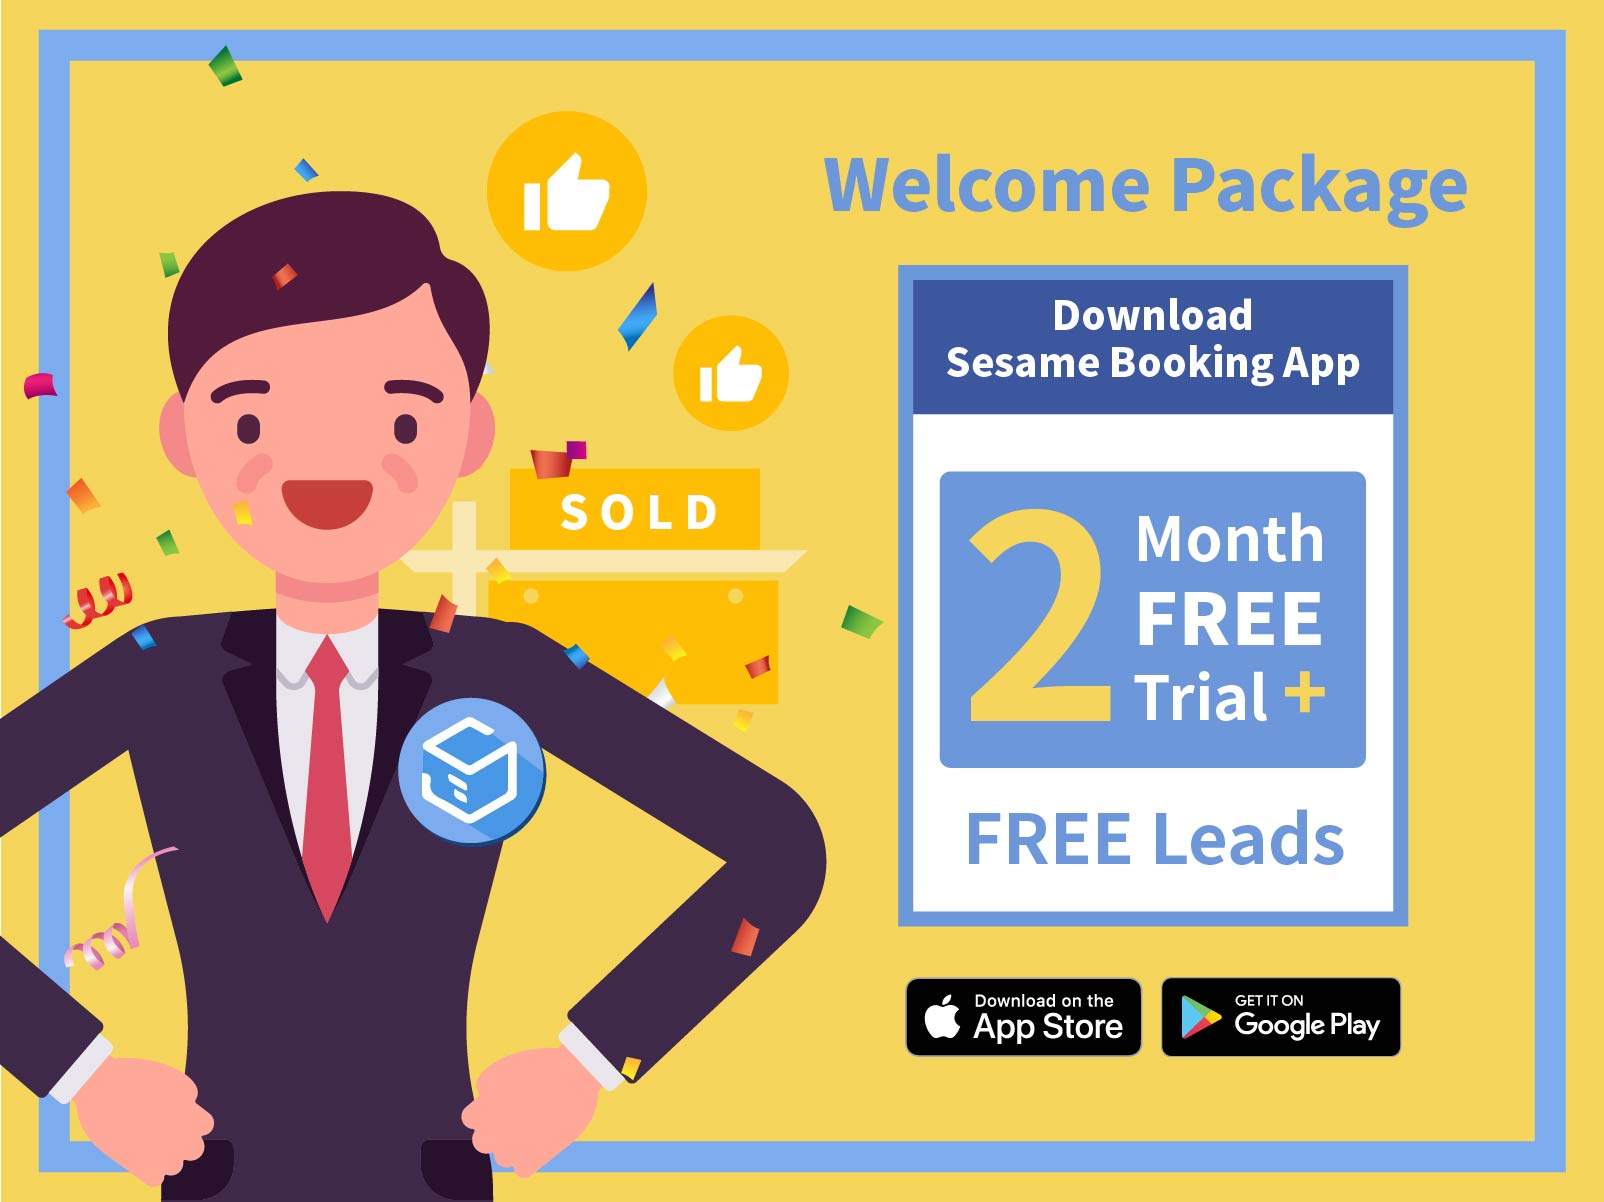 Welcome Package
Download
Sesame Booking App
SOLD
2
Month
FREE
Trial +
FREE Leads
Download on the
App Store
GET IT ON
Google Play